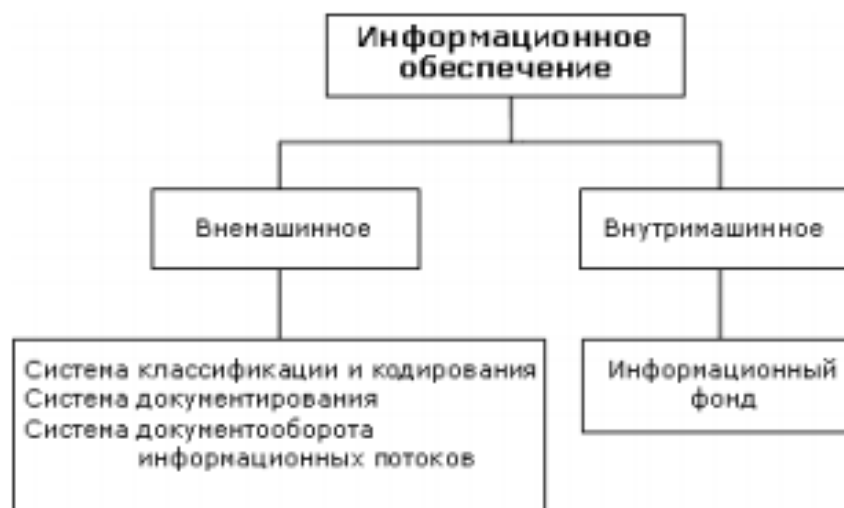 Информационное
обеспечение
Внемашинное
Внутримашинное
Система классификации и кодирования
Система документирования
Система документооборота
информационных потоков
Информационный
фонд